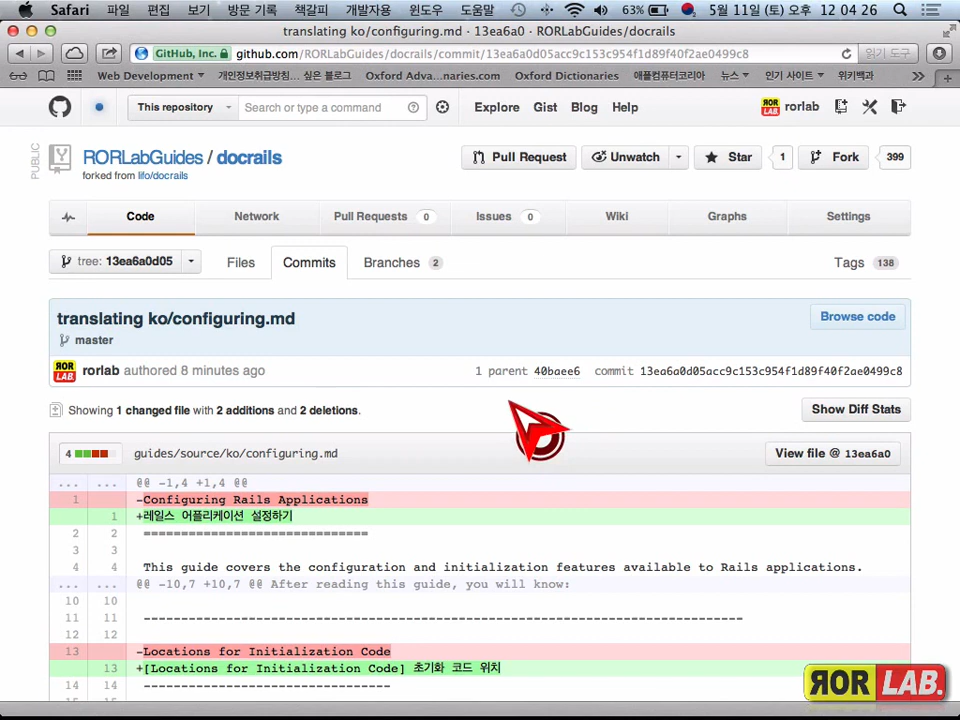 Safari 파일 편집 보기 방문 기록 책갈피 개발자용 윈도우 도움말 63% 5월 11일 (토) 오후 12 04 26
translating ko/configuring.md - 13ea6a0 - RORLabGuides/docrails
GitHub, Inc. github.com/RORLabGuides/docrails/commit/13ea6a0d05acc9c153c954f1d89f40f2ae0499c8 읽기 도구
Web Development 개인정보취급방침... 싶은 블로그 Oxford Adva...naries.com Oxford Dictionaries 애플컴퓨터코리아 뉴스 인기 사이트 위키백과 >> +
This repository Search or type a command Explore Gist Blog Help ROR LAB. rorlab
PUBLIC
RORLabGuides / docrails Pull Request Unwatch Star 1 Fork 399
forked from lifo/docrails
Code Network Pull Requests 0 Issues 0 Wiki Graphs Settings
tree: 13ea6a0d05 Files Commits Branches 2 Tags 138
translating ko/configuring.md Browse code
master
ROR LAB. rorlab authored 8 minutes ago 1 parent 40baee6 commit 13ea6a0d05acc9c153c954f1d89f40f2ae0499c8
Showing 1 changed file with 2 additions and 2 deletions. Show Diff Stats
4 guides/source/ko/configuring.md View file @ 13ea6a0
... ... @@ -1,4 +1,4 @@
1 -Configuring Rails Applications
1 +레일스 어플리케이션 설정하기
2 2 ==============================
3 3
4 4 This guide covers the configuration and initialization features available to Rails applications.
... ... @@ -10,7 +10,7 @@ After reading this guide, you will know:
10 10
11 11 --------------------------------------------------------------------------------
12 12
13 -Locations for Initialization Code
13 +[Locations for Initialization Code] 초기화 코드 위치
14 14 ---------------------------------
ROR LAB.